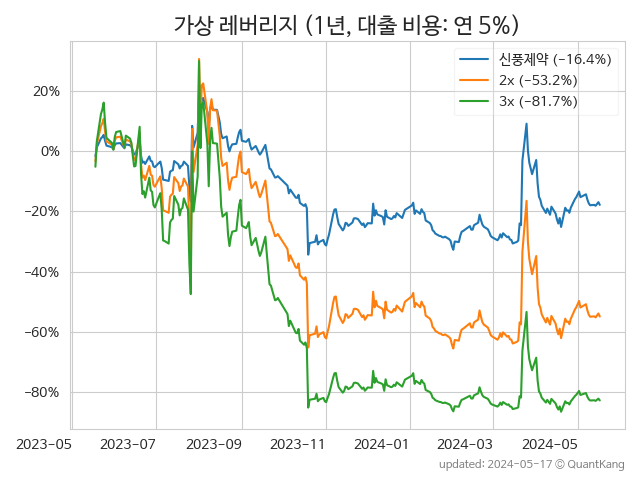 가상 레버리지 (1년, 대출 비용: 연 5%)
신풍제약 (-16.4%)
2x (-53.2%)
3x (-81.7%)
20%
0%
−20%
−40%
−60%
−80%
2023-05 2023-07 2023-09 2023-11 2024-01 2024-03 2024-05
updated: 2024-05-17 © QuantKang